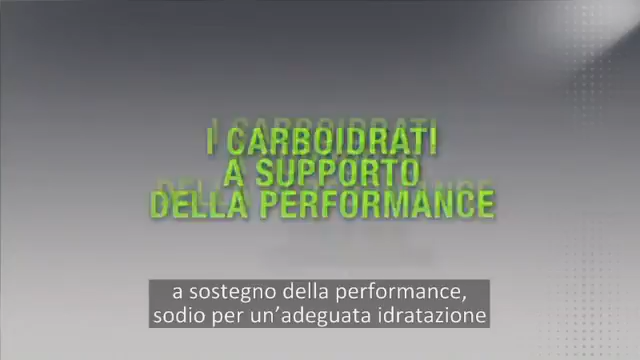 I CARBOIDRATI
A SUPPORTO
DELLA PERFORMANCE
a sostegno della performance,
sodio per un'adeguata idratazione